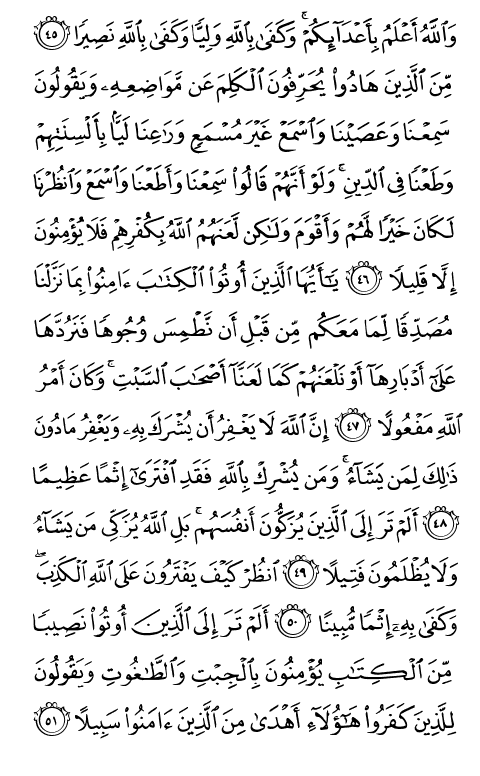 وَٱللَّهُ أَعۡلَمُ بِأَعۡدَآئِكُمۡۚ وَكَفَىٰ بِٱللَّهِ وَلِيّٗا وَكَفَىٰ بِٱللَّهِ نَصِيرٗا ٤٥
مِّنَ ٱلَّذِينَ هَادُواْ يُحَرِّفُونَ ٱلۡكَلِمَ عَن مَّوَاضِعِهِۦ وَيَقُولُونَ
سَمِعۡنَا وَعَصَيۡنَا وَٱسۡمَعۡ غَيۡرَ مُسۡمَعٖ وَرَٰعِنَا لَيَّۢا بِأَلۡسِنَتِهِمۡ
وَطَعۡنٗا فِي ٱلدِّينِۚ وَلَوۡ أَنَّهُمۡ قَالُواْ سَمِعۡنَا وَأَطَعۡنَا وَٱسۡمَعۡ وَٱنظُرۡنَا
لَكَانَ خَيۡرٗا لَّهُمۡ وَأَقۡوَمَ وَلَٰكِن لَّعَنَهُمُ ٱللَّهُ بِكُفۡرِهِمۡ فَلَا يُؤۡمِنُونَ
إِلَّا قَلِيلٗا ٤٦ يَٰٓأَيُّهَا ٱلَّذِينَ أُوتُواْ ٱلۡكِتَٰبَ ءَامِنُواْ بِمَا نَزَّلۡنَا
مُصَدِّقٗا لِّمَا مَعَكُم مِّن قَبۡلِ أَن نَّطۡمِسَ وُجُوهٗا فَنَرُدَّهَا
عَلَىٰٓ أَدۡبَارِهَآ أَوۡ نَلۡعَنَهُمۡ كَمَا لَعَنَّآ أَصۡحَٰبَ ٱلسَّبۡتِۚ وَكَانَ أَمۡرُ
ٱللَّهِ مَفۡعُولًا ٤٧ إِنَّ ٱللَّهَ لَا يَغۡفِرُ أَن يُشۡرَكَ بِهِۦ وَيَغۡفِرُ مَا دُونَ
ذَٰلِكَ لِمَن يَشَآءُۚ وَمَن يُشۡرِكۡ بِٱللَّهِ فَقَدِ ٱفۡتَرَىٰٓ إِثۡمًا عَظِيمًا
٤٨ أَلَمۡ تَرَ إِلَى ٱلَّذِينَ يُزَكُّونَ أَنفُسَهُمۚ بَلِ ٱللَّهُ يُزَكِّي مَن يَشَآءُ
وَلَا يُظۡلَمُونَ فَتِيلًا ٤٩ ٱنظُرۡ كَيۡفَ يَفۡتَرُونَ عَلَى ٱللَّهِ ٱلۡكَذِبَۖ
وَكَفَىٰ بِهِۦٓ إِثۡمٗا مُّبِينًا ٥٠ أَلَمۡ تَرَ إِلَى ٱلَّذِينَ أُوتُواْ نَصِيبٗا
مِّنَ ٱلۡكِتَٰبِ يُؤۡمِنُونَ بِٱلۡجِبۡتِ وَٱلطَّٰغُوتِ وَيَقُولُونَ
لِلَّذِينَ كَفَرُواْ هَٰٓؤُلَآءِ أَهۡدَىٰ مِنَ ٱلَّذِينَ ءَامَنُواْ سَبِيلًا ٥١